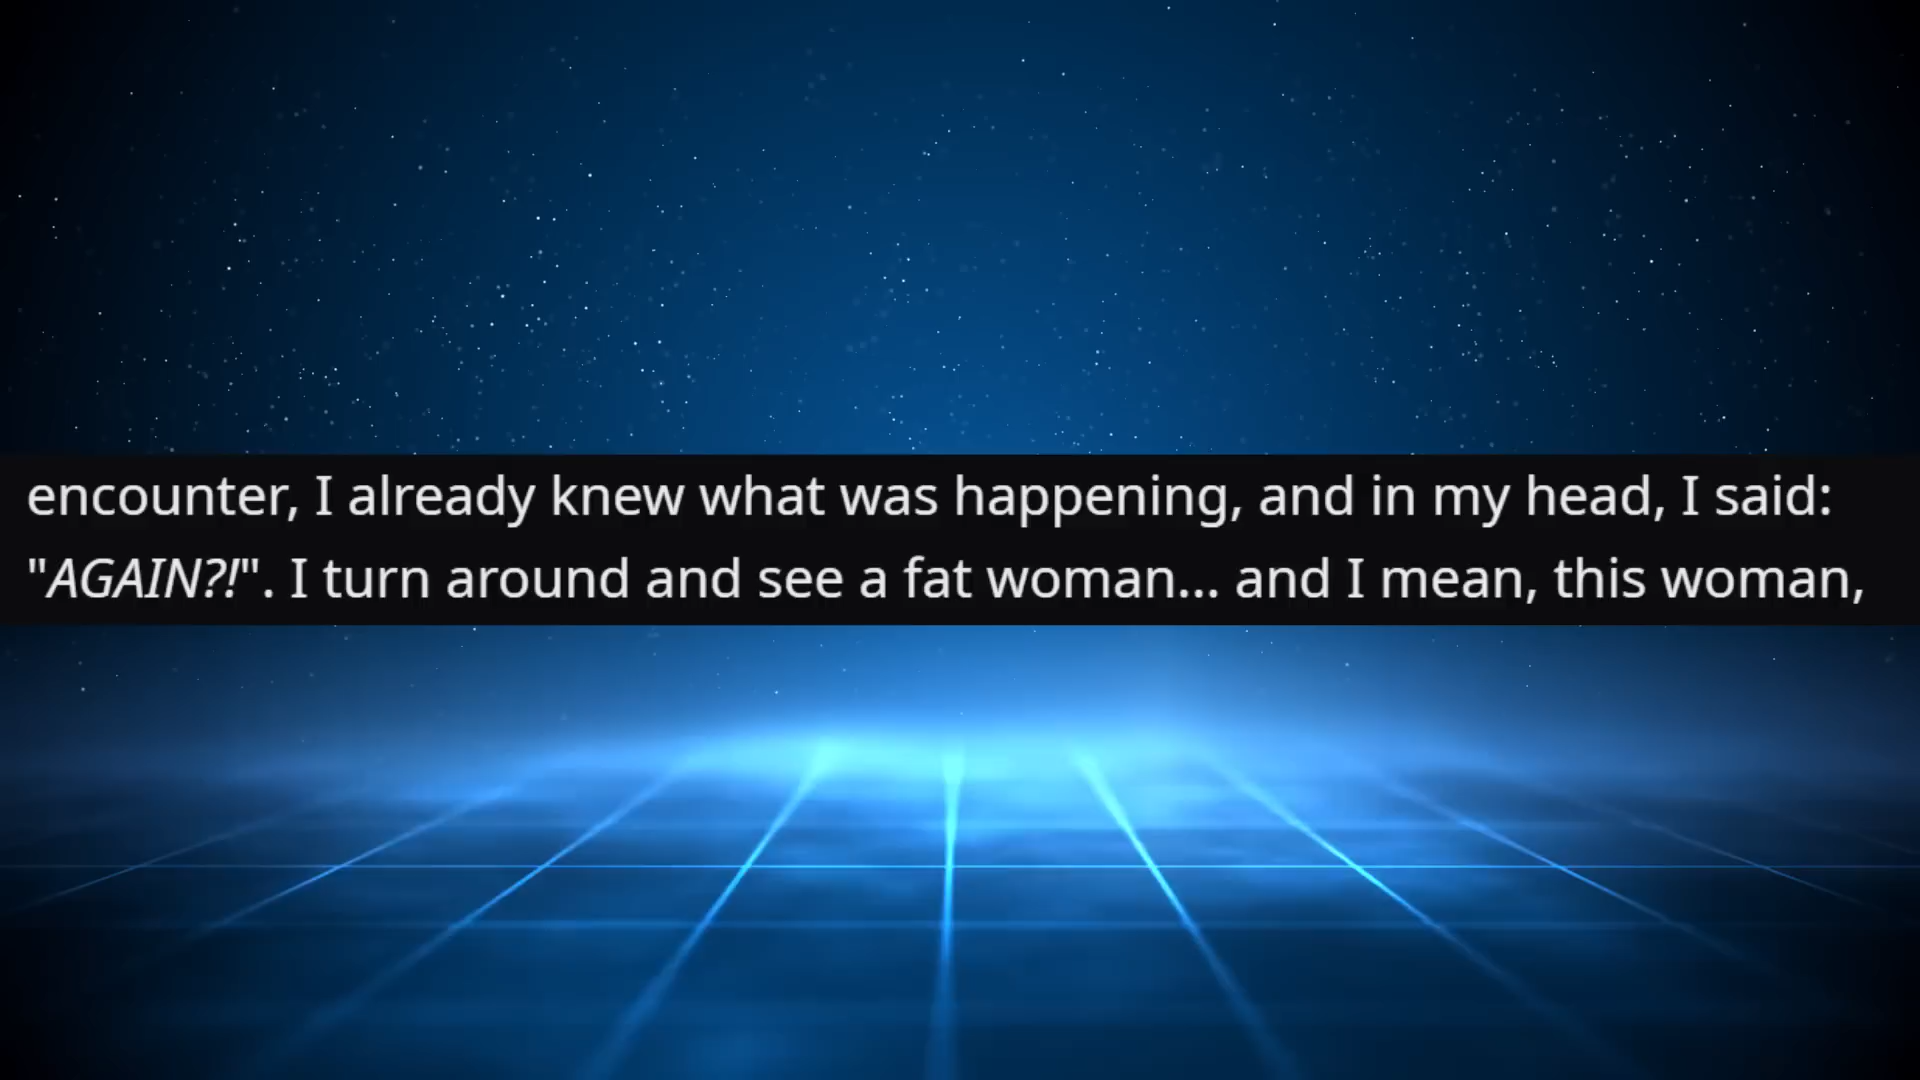 encounter, I already knew what was happening, and in my head, I said:
"AGAIN?!". I turn around and see a fat woman... and I mean, this woman,